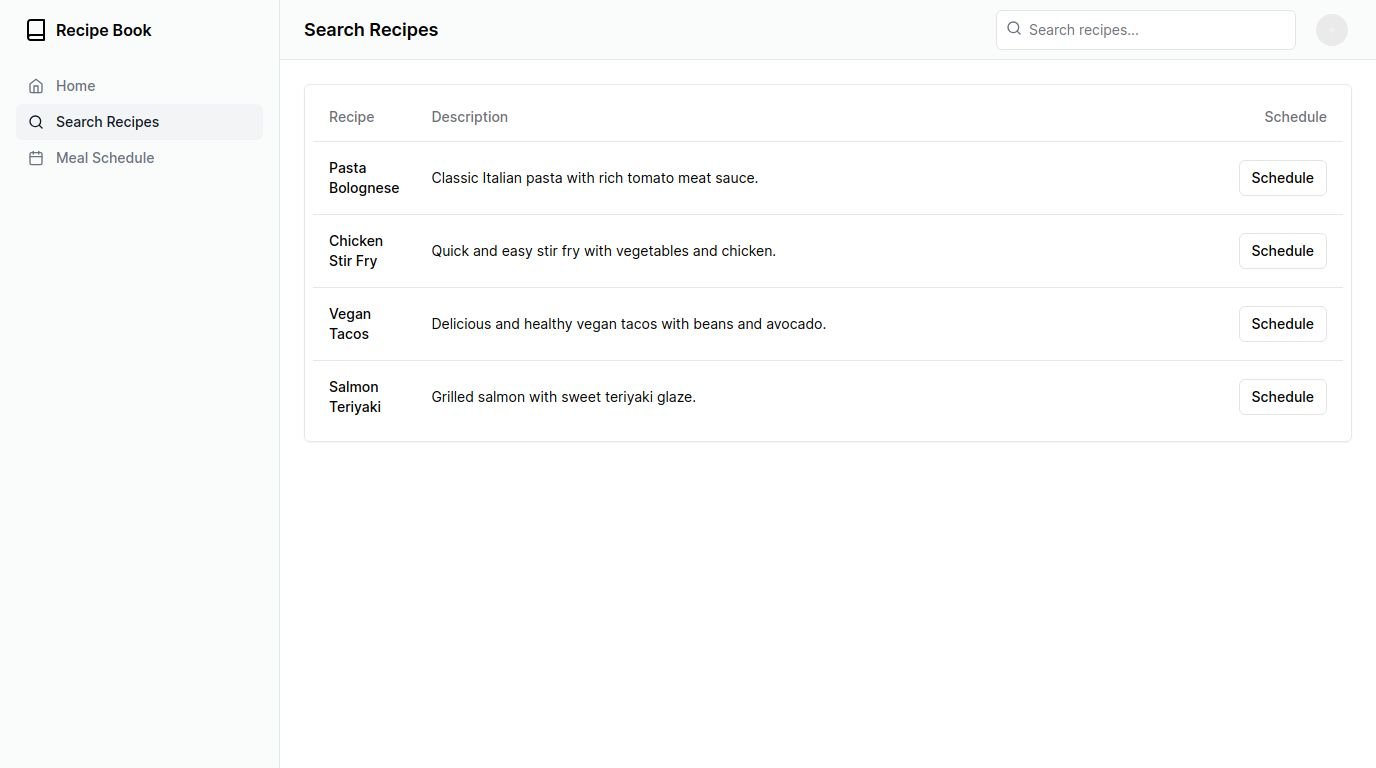 Recipe Book
Search Recipes
Search recipes...
Home
Search Recipes
Meal Schedule
Recipe Description Schedule
Pasta
Bolognese
Classic Italian pasta with rich tomato meat sauce.
Schedule
Chicken
Stir Fry
Quick and easy stir fry with vegetables and chicken.
Schedule
Vegan
Tacos
Delicious and healthy vegan tacos with beans and avocado.
Schedule
Salmon
Teriyaki
Grilled salmon with sweet teriyaki glaze.
Schedule